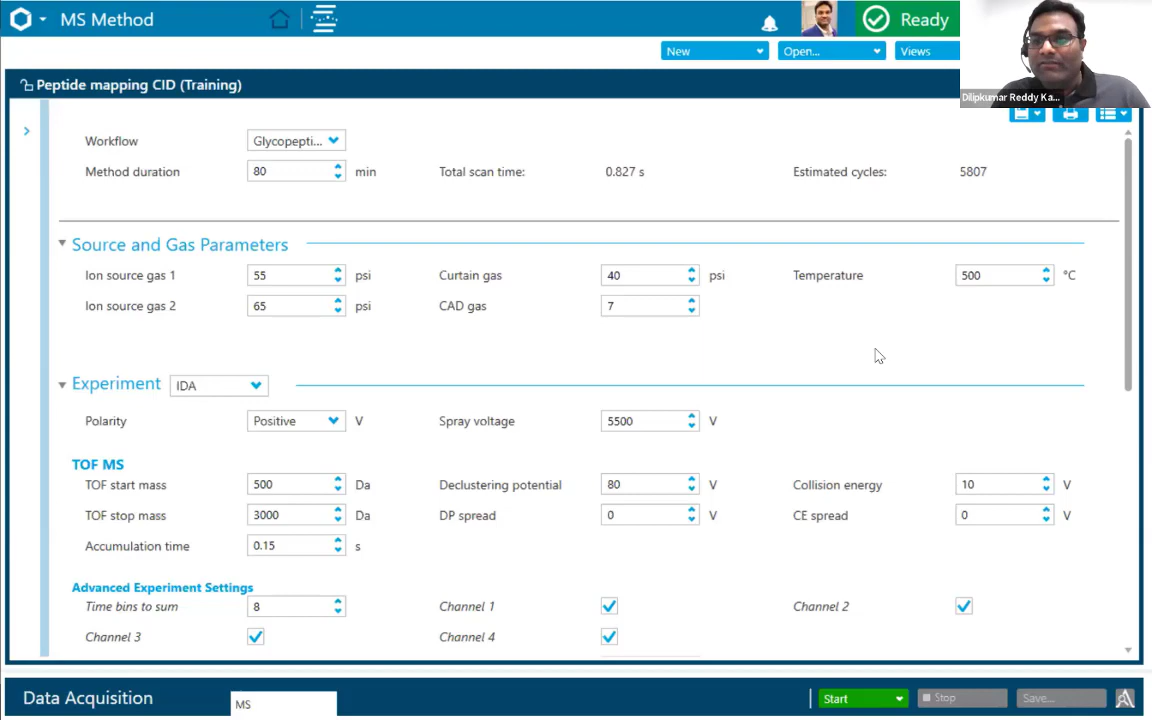 MS Method
Ready
New
Open...
Views
Peptide mapping CID (Training)
Dilipkumar Reddy Ka...
Workflow
Glycopepti...
Method duration 80 min Total scan time: 0.827 s Estimated cycles: 5807
Source and Gas Parameters
Ion source gas 1 55 psi Curtain gas 40 psi Temperature 500 °C
Ion source gas 2 65 psi CAD gas 7
Experiment IDA
Polarity Positive V Spray voltage 5500 V
TOF MS
TOF start mass 500 Da Declustering potential 80 V Collision energy 10 V
TOF stop mass 3000 Da DP spread 0 V CE spread 0 V
Accumulation time 0.15 s
Advanced Experiment Settings
Time bins to sum 8 Channel 1 Channel 2
Channel 3 Channel 4
Data Acquisition MS Start Stop Save...